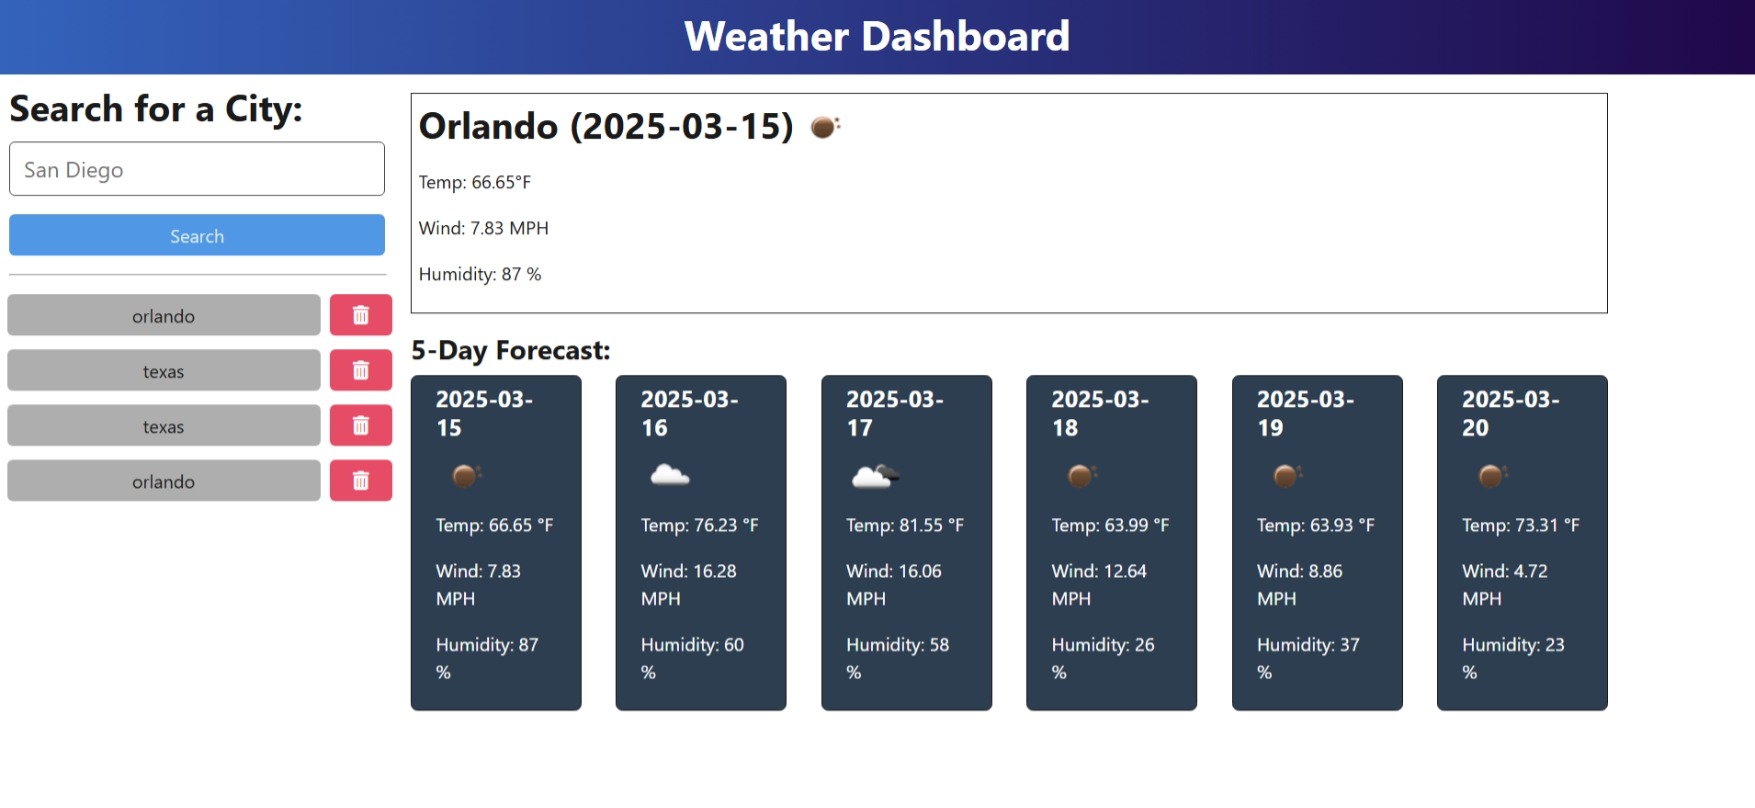 Weather Dashboard
Search for a City:
San Diego
Search
orlando
texas
texas
orlando
Orlando (2025-03-15)
Temp: 66.65°F
Wind: 7.83 MPH
Humidity: 87 %
5-Day Forecast:
2025-03-
15
Temp: 66.65 °F
Wind: 7.83
MPH
Humidity: 87
%
2025-03-
16
Temp: 76.23 °F
Wind: 16.28
MPH
Humidity: 60
%
2025-03-
17
Temp: 81.55 °F
Wind: 16.06
MPH
Humidity: 58
%
2025-03-
18
Temp: 63.99 °F
Wind: 12.64
MPH
Humidity: 26
%
2025-03-
19
Temp: 63.93 °F
Wind: 8.86
MPH
Humidity: 37
%
2025-03-
20
Temp: 73.31 °F
Wind: 4.72
MPH
Humidity: 23
%